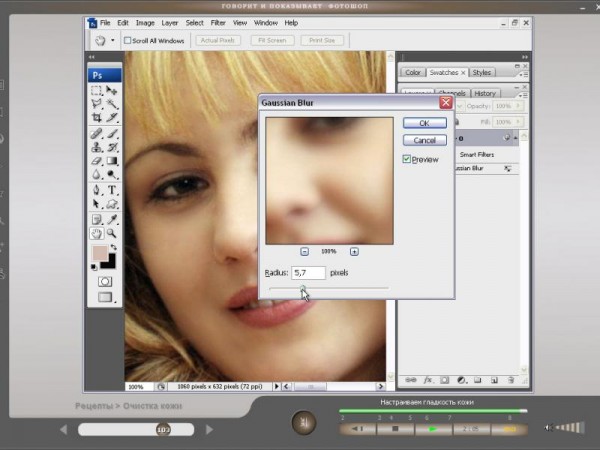 ГОВОРИТ И ПОКАЗЫВАЕТ ФОТОШОП
File Edit Image Layer Select Filter View Window Help
Scroll All Windows
Actual Pixels
Fit Screen
Print Size
Ps
Color Swatches × Styles
Channels History
Opacity: 100%
Fill: 100%
Smart Filters
ussian Blur
Gaussian Blur
OK
Cancel
Preview
100%
Radius: 5,7 pixels
100% 1060 pixels x 632 pixels (72 ppi)
Рецепты > Очистка кожи
Настраиваем гладкость кожи